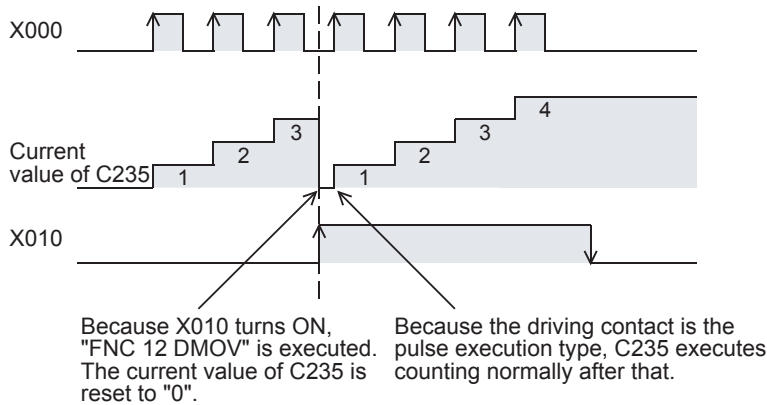 X000
3
4
3
2
2
1
1
Current
value of C235
X010
Because X010 turns ON,
"FNC 12 DMOV" is executed.
The current value of C235 is
reset to "0".
Because the driving contact is the
pulse execution type, C235 executes
counting normally after that.